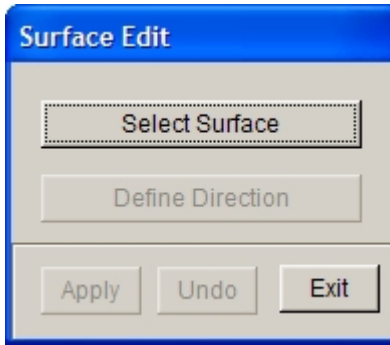 Surface Edit
Select Surface
Define Direction
Apply Undo Exit